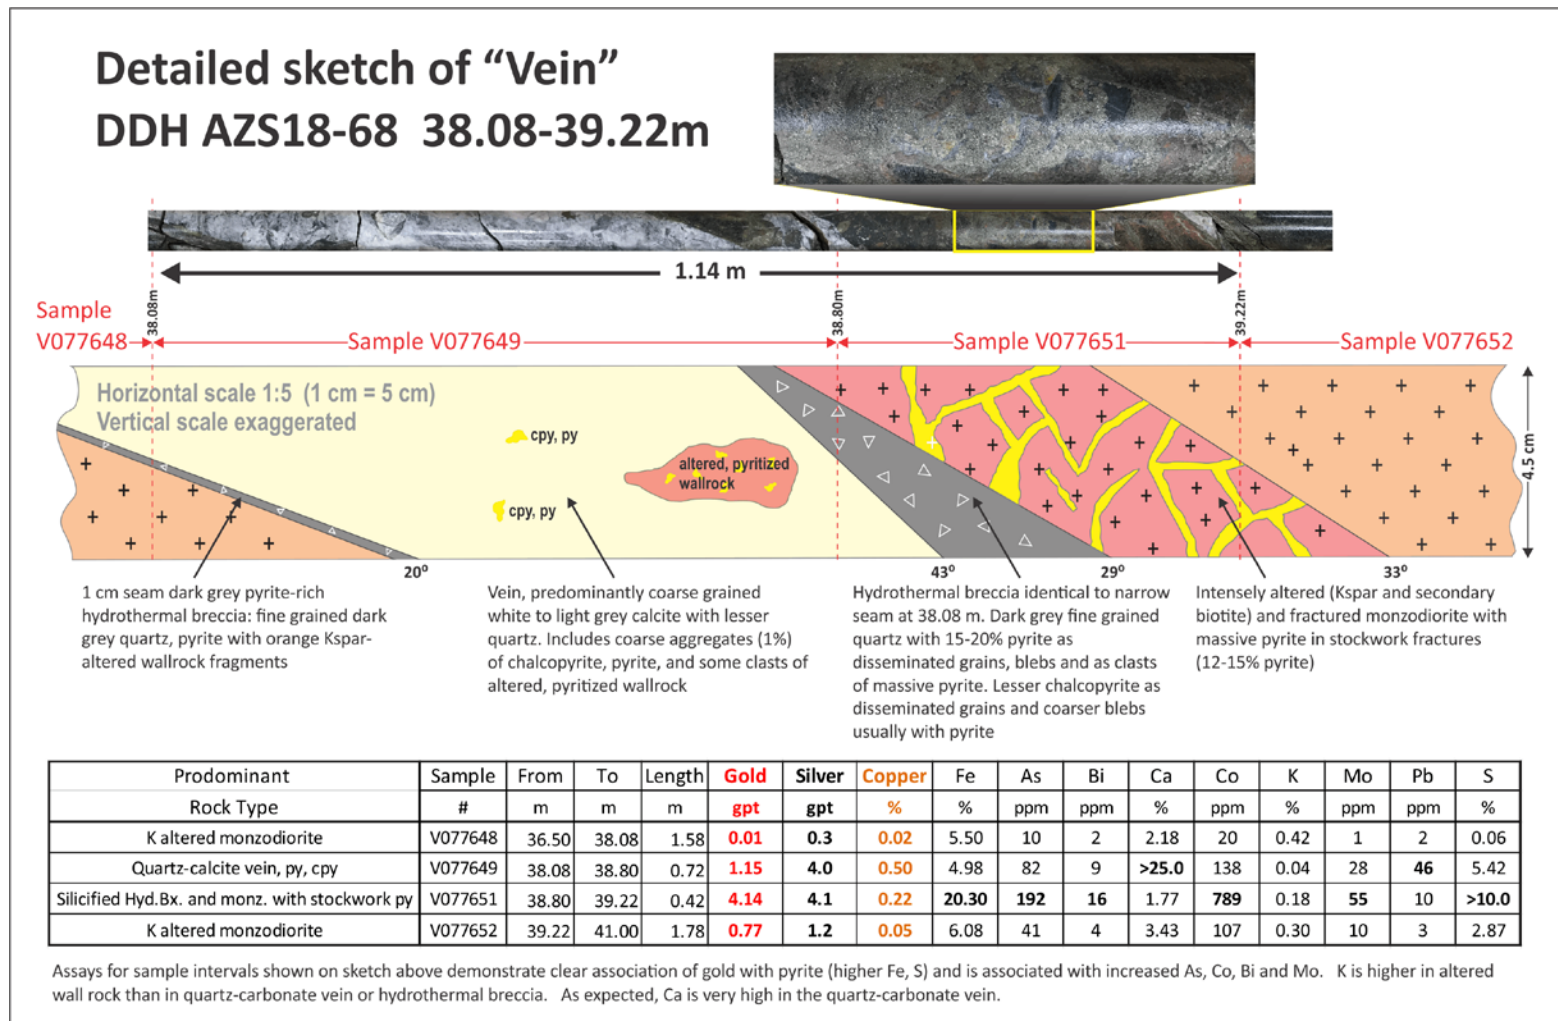 Detailed sketch of “Vein”
DDH AZS18-68  38.08-39.22m
1.14 m
38.08m
38.80m
39.22m
Sample
V077648
Sample V077649
Sample V077651
Sample V077652
Horizontal scale 1:5  (1 cm = 5 cm)
Vertical scale exaggerated
cpy, py
cpy, py
altered, pyritized
wallrock
4.5 cm
20°
43°
29°
33°
1 cm seam dark grey pyrite-rich
hydrothermal breccia: fine grained dark
grey quartz, pyrite with orange Kspar-
altered wallrock fragments
Vein, predominantly coarse grained
white to light grey calcite with lesser
quartz. Includes coarse aggregates (1%)
of chalcopyrite, pyrite, and some clasts of
altered, pyritized wallrock
Hydrothermal breccia identical to narrow
seam at 38.08 m. Dark grey fine grained
quartz with 15-20% pyrite as
disseminated grains, blebs and as clasts
of massive pyrite. Lesser chalcopyrite as
disseminated grains and coarser blebs
usually with pyrite
Intensely altered (Kspar and secondary
biotite) and fractured monzodiorite with
massive pyrite in stockwork fractures
(12-15% pyrite)
Prodominant Sample From To Length Gold Silver Copper Fe As Bi Ca Co K Mo Pb S
Rock Type # m m m gpt gpt % % ppm ppm % ppm % ppm ppm %
K altered monzodiorite V077648 36.50 38.08 1.58 0.01 0.3 0.02 5.50 10 2 2.18 20 0.42 1 2 0.06
Quartz-calcite vein, py, cpy V077649 38.08 38.80 0.72 1.15 4.0 0.50 4.98 82 9 >25.0 138 0.04 28 46 5.42
Silicified Hyd.Bx. and monz. with stockwork py V077651 38.80 39.22 0.42 4.14 4.1 0.22 20.30 192 16 1.77 789 0.18 55 10 >10.0
K altered monzodiorite V077652 39.22 41.00 1.78 0.77 1.2 0.05 6.08 41 4 3.43 107 0.30 10 3 2.87
Assays for sample intervals shown on sketch above demonstrate clear association of gold with pyrite (higher Fe, S) and is associated with increased As, Co, Bi and Mo.   K is higher in altered
wall rock than in quartz-carbonate vein or hydrothermal breccia.   As expected, Ca is very high in the quartz-carbonate vein.